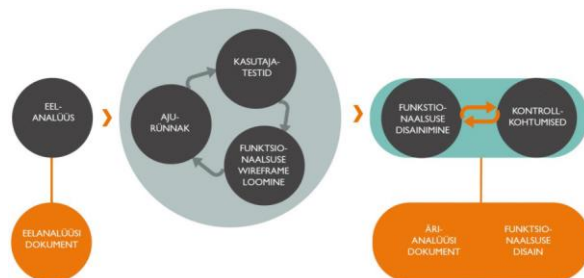 EEL-
ANALÜÜS
EELANALÜÜSI
DOKUMENT
AJU-
RÜNNAK
KASUTAJA-
TESTID
FUNKTSIO-
NAALSUSE
WIREFRAME
LOOMINE
FUNKSTIO-
NAALSUSE
DISAINIMINE
KONTROLL-
KOHTUMISED
ÄRI-
ANALÜÜSI
DOKUMENT
FUNKTSIO-
NAALSUSE
DISAIN